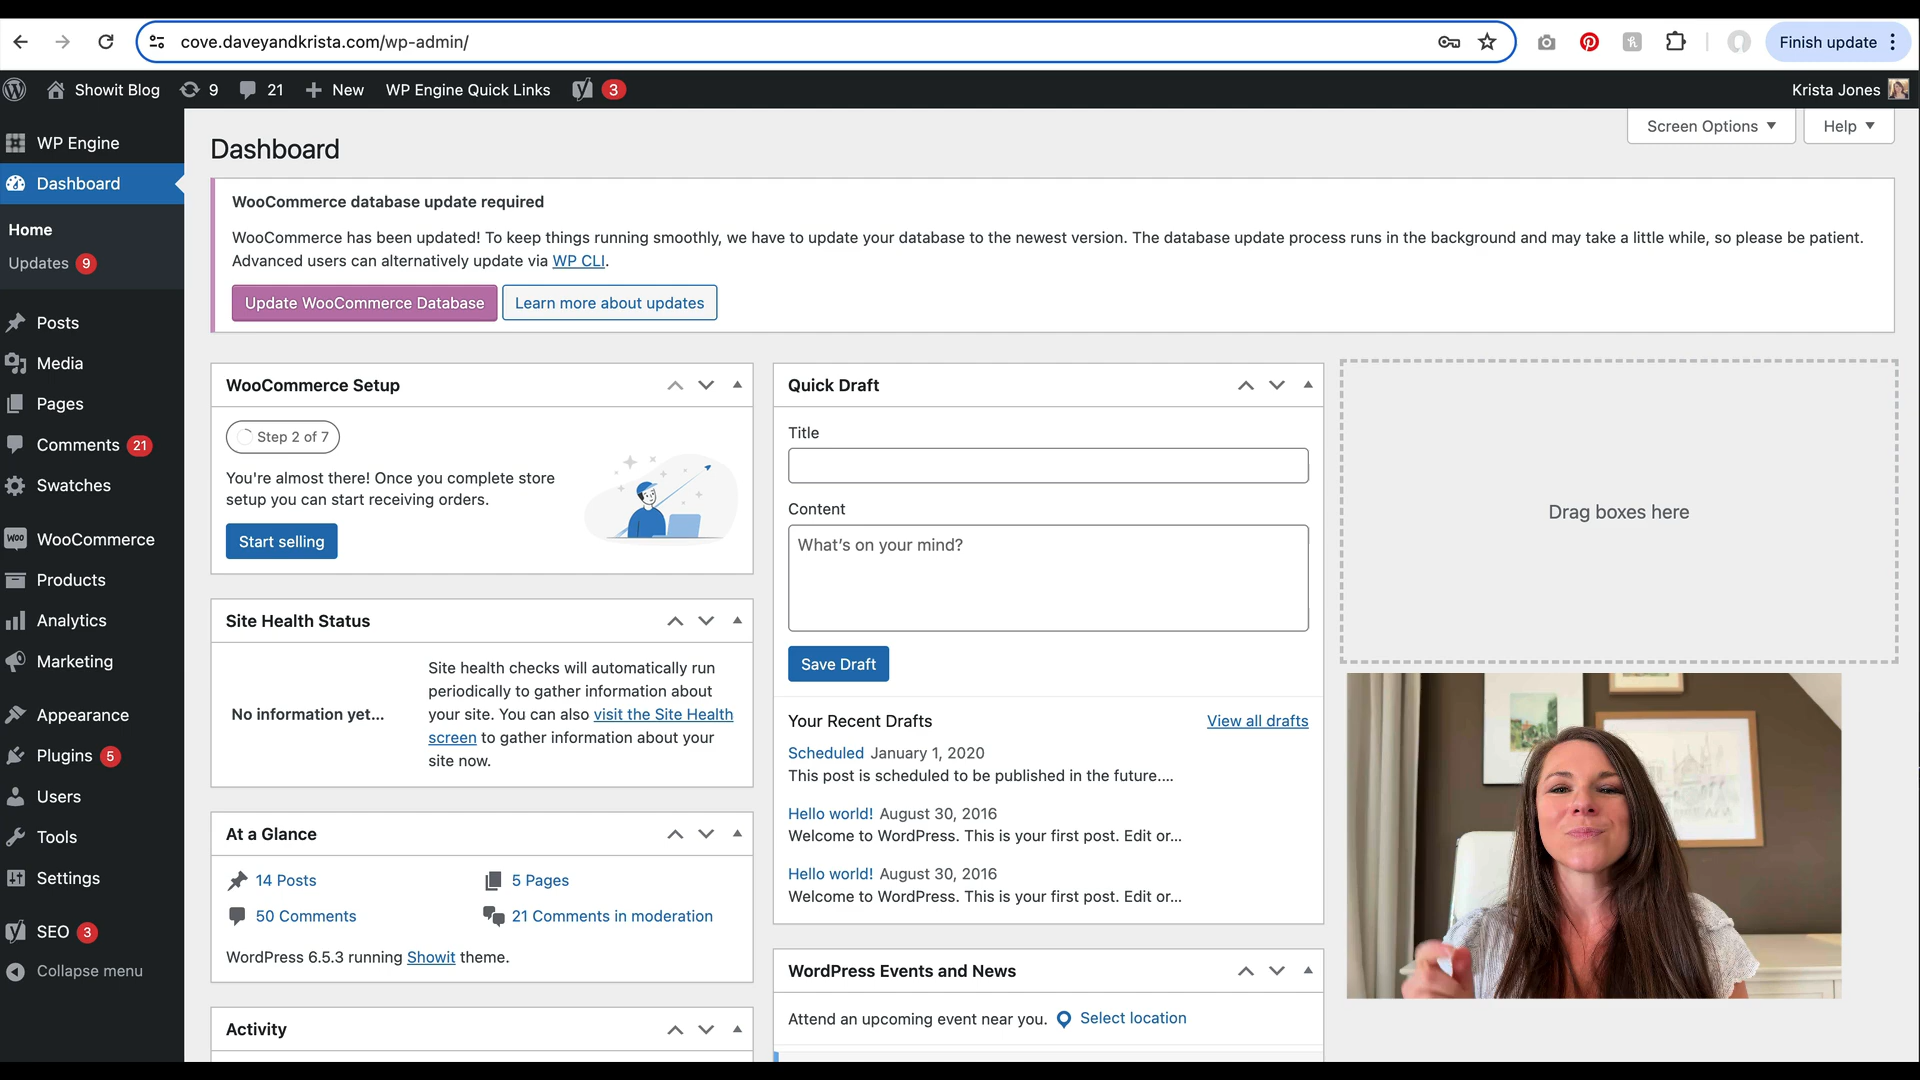 cove.daveyandkrista.com/wp-admin/
Finish update
Showit Blog
9
21
New
WP Engine Quick Links
3
Krista Jones
WP Engine
Dashboard
Home
Updates 9
Posts
Media
Pages
Comments 21
Swatches
WooCommerce
Products
Analytics
Marketing
Appearance
Plugins 5
Users
Tools
Settings
SEO 3
Collapse menu
Screen Options
Help
Dashboard
WooCommerce database update required
WooCommerce has been updated! To keep things running smoothly, we have to update your database to the newest version. The database update process runs in the background and may take a little while, so please be patient.
Advanced users can alternatively update via WP CLI.
Update WooCommerce Database
Learn more about updates
WooCommerce Setup
Step 2 of 7
You're almost there! Once you complete store
setup you can start receiving orders.
Start selling
Site Health Status
No information yet...
Site health checks will automatically run
periodically to gather information about
your site. You can also visit the Site Health
screen to gather information about your
site now.
At a Glance
14 Posts
5 Pages
50 Comments
21 Comments in moderation
WordPress 6.5.3 running Showit theme.
Activity
Quick Draft
Title
Content
What's on your mind?
Save Draft
Your Recent Drafts
View all drafts
Scheduled January 1, 2020
This post is scheduled to be published in the future....
Hello world! August 30, 2016
Welcome to WordPress. This is your first post. Edit or...
Hello world! August 30, 2016
Welcome to WordPress. This is your first post. Edit or...
WordPress Events and News
Attend an upcoming event near you.
Select location
Drag boxes here